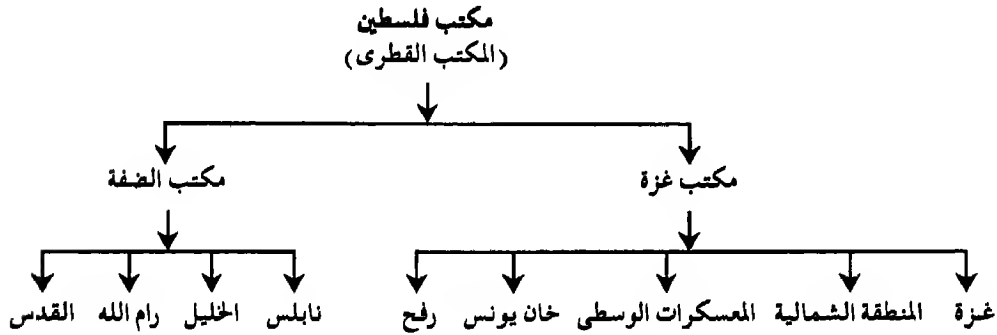 مكتب فلسطين
(المكتب القطرى)
مكتب غزة
مكتب الضفة
غزة
المنطقة الشمالية
المعسكرات الوسطى
خان يونس
رفح
نابلس
الخليل
رام الله
القدس